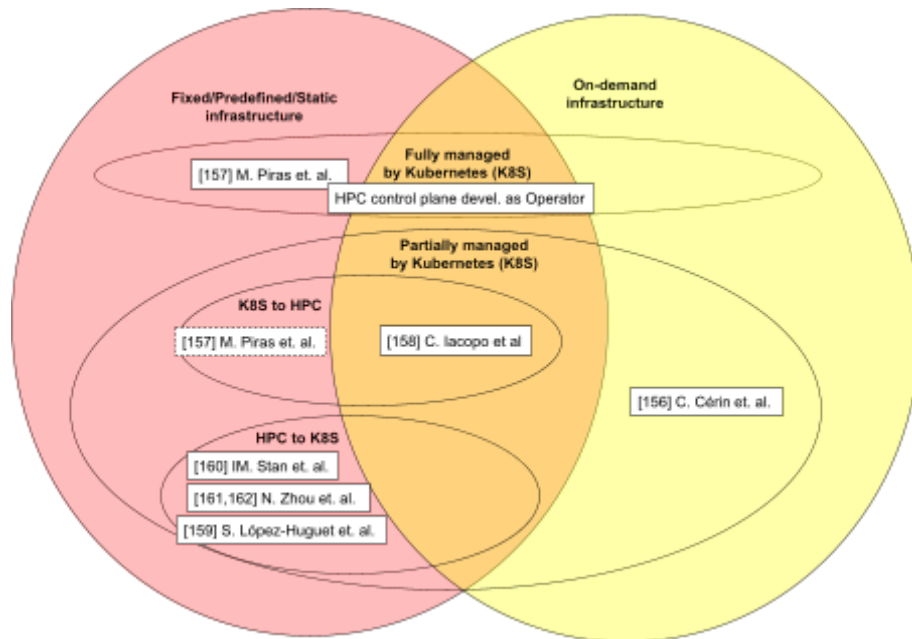 Fixed/Predefined/Static
infrastructure
On-demand
infrastructure
Fully managed
by Kubernetes (K8S)
[157] M. Piras et. al.
HPC control plane devel. as Operator
Partially managed
by Kubernetes (K8S)
K8S to HPC
[157] M. Piras et. al.
[158] C. Iacopo et al
[156] C. Cérin et. al.
HPC to K8S
[160] IM. Stan et. al.
[161,162] N. Zhou et. al.
[159] S. López-Huguet et. al.